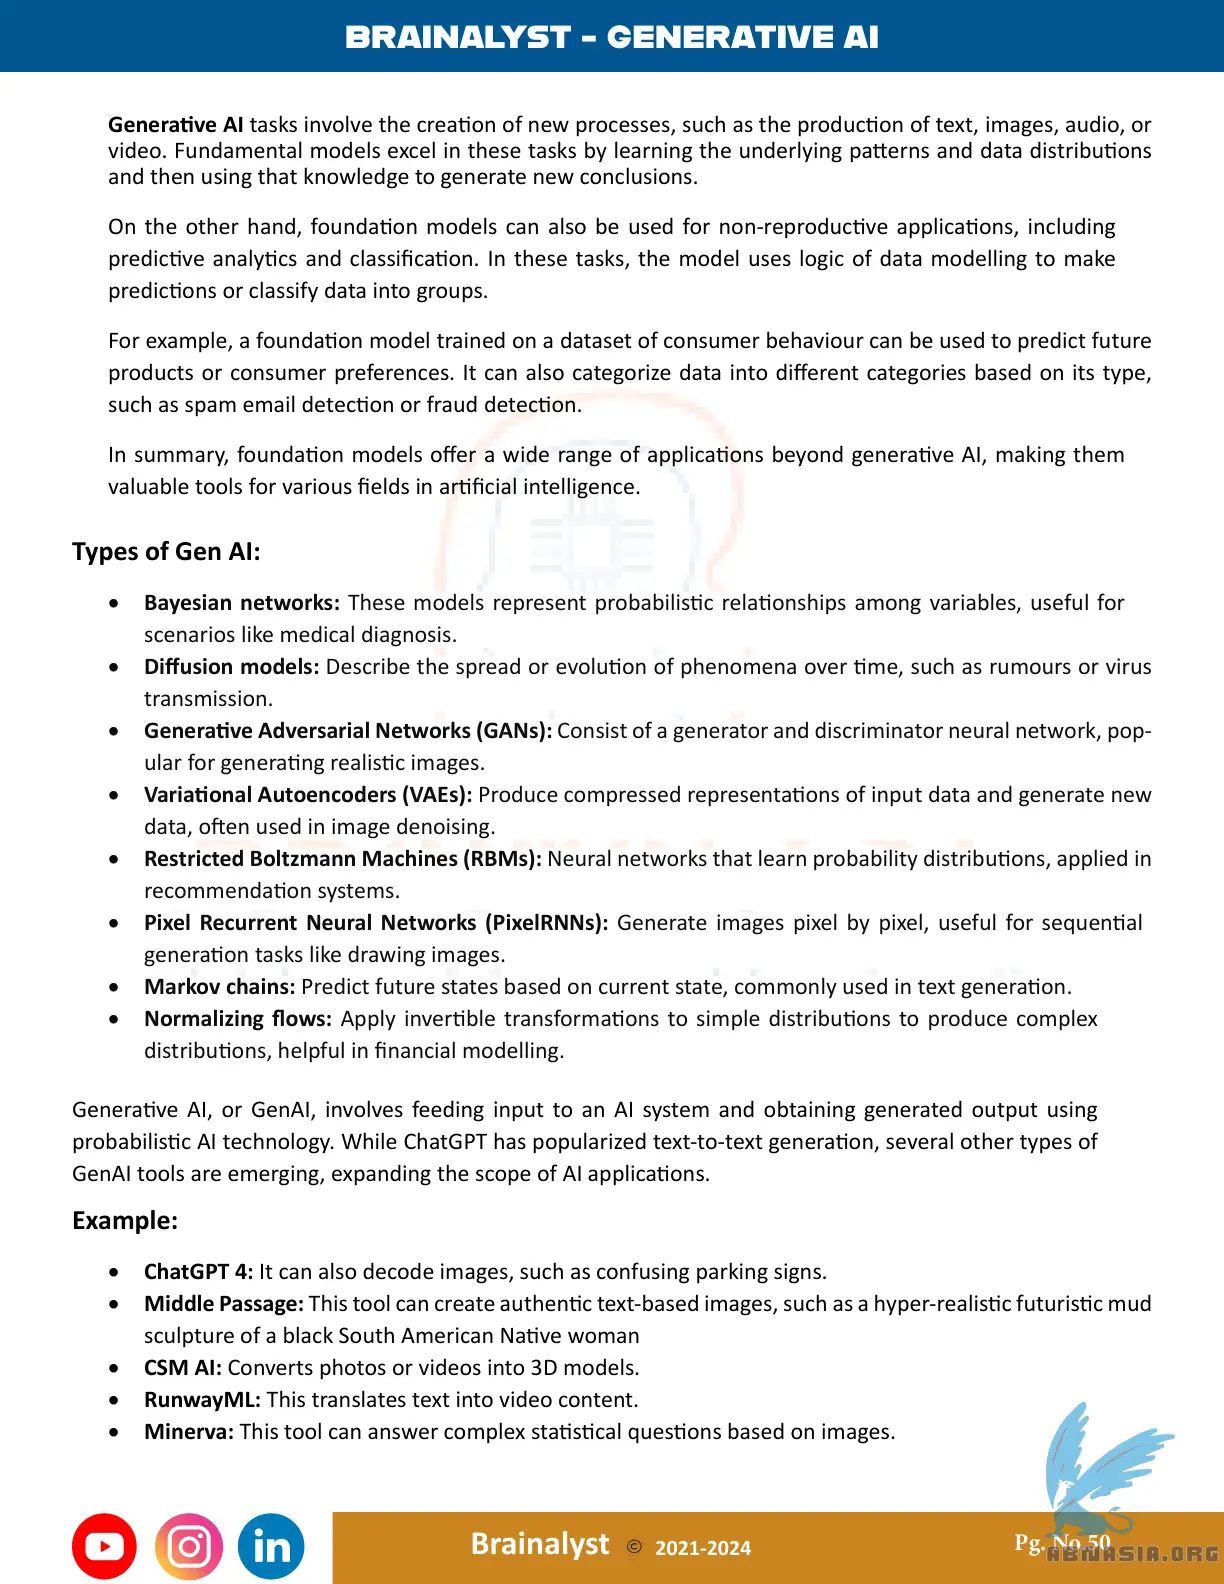 BRAINALYST - GENERATIVE AI
Generative AI tasks involve the creation of new processes, such as the production of text, images, audio, or
video. Fundamental models excel in these tasks by learning the underlying patterns and data distributions
and then using that knowledge to generate new conclusions.
On the other hand, foundation models can also be used for non-reproductive applications, including
predictive analytics and classification. In these tasks, the model uses logic of data modelling to make
predictions or classify data into groups.
For example, a foundation model trained on a dataset of consumer behaviour can be used to predict future
products or consumer preferences. It can also categorize data into different categories based on its type,
such as spam email detection or fraud detection.
In summary, foundation models offer a wide range of applications beyond generative AI, making them
valuable tools for various fields in artificial intelligence.
Types of Gen AI:
• Bayesian networks: These models represent probabilistic relationships among variables, useful for
scenarios like medical diagnosis.
• Diffusion models: Describe the spread or evolution of phenomena over time, such as rumours or virus
transmission.
• Generative Adversarial Networks (GANs): Consist of a generator and discriminator neural network, pop-
ular for generating realistic images.
• Variational Autoencoders (VAEs): Produce compressed representations of input data and generate new
data, often used in image denoising.
• Restricted Boltzmann Machines (RBMs): Neural networks that learn probability distributions, applied in
recommendation systems.
• Pixel Recurrent Neural Networks (PixelRNNs): Generate images pixel by pixel, useful for sequential
generation tasks like drawing images.
• Markov chains: Predict future states based on current state, commonly used in text generation.
• Normalizing flows: Apply invertible transformations to simple distributions to produce complex
distributions, helpful in financial modelling.
Generative AI, or GenAI, involves feeding input to an AI system and obtaining generated output using
probabilistic AI technology. While ChatGPT has popularized text-to-text generation, several other types of
GenAI tools are emerging, expanding the scope of AI applications.
Example:
• ChatGPT 4: It can also decode images, such as confusing parking signs.
• Middle Passage: This tool can create authentic text-based images, such as a hyper-realistic futuristic mud
sculpture of a black South American Native woman
• CSM AI: Converts photos or videos into 3D models.
• RunwayML: This translates text into video content.
• Minerva: This tool can answer complex statistical questions based on images.
in
Brainalyst © 2021-2024
Pg. No 50
ABMASIA.ORG